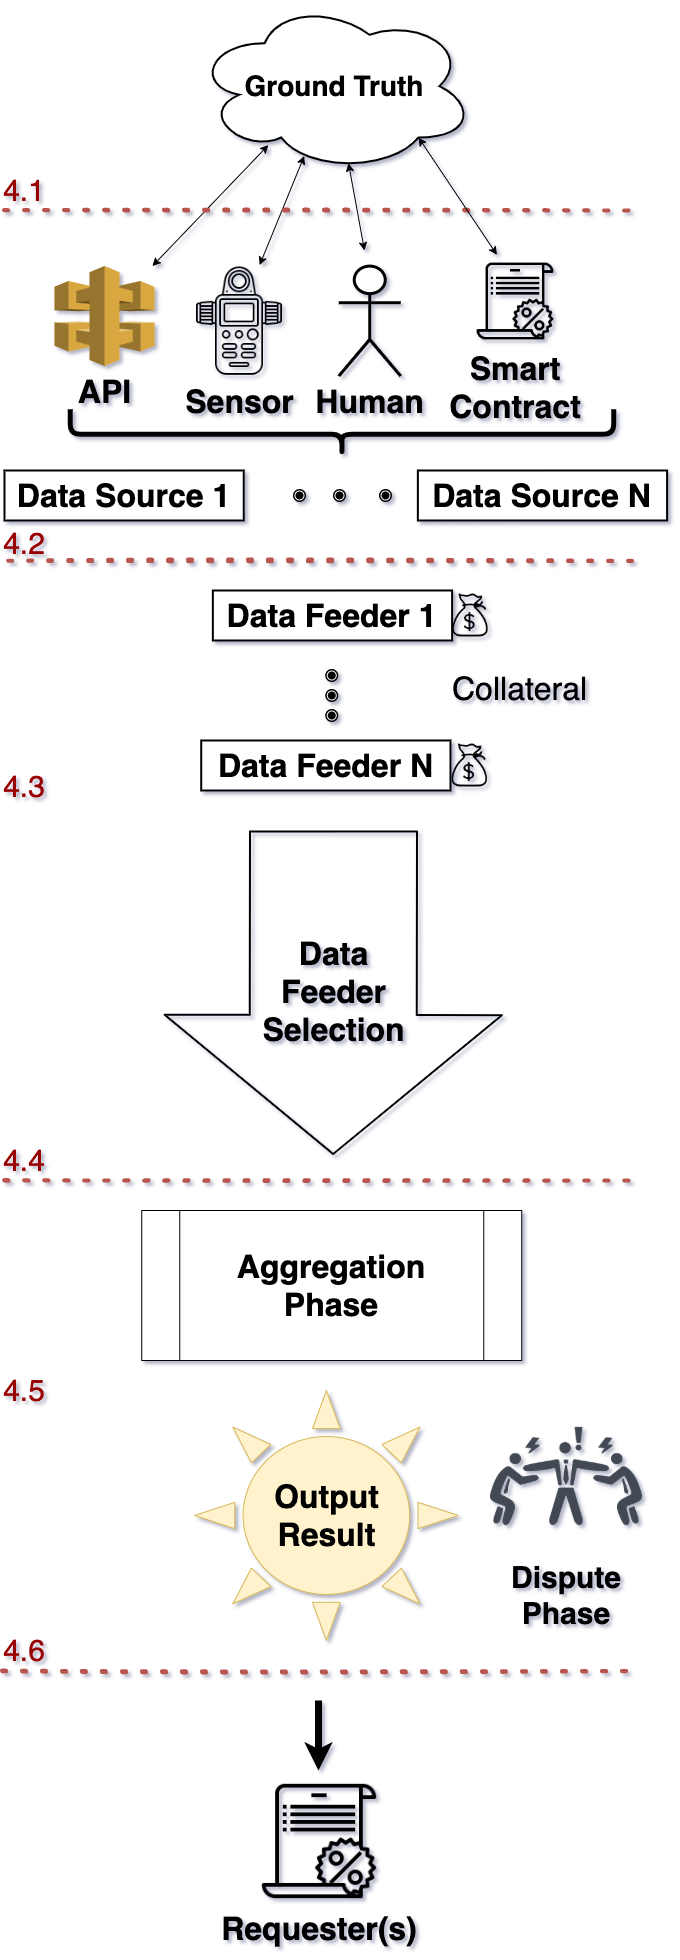 Ground Truth
4.1
API
Sensor
Human
Smart
Contract
Data Source 1
Data Source N
4.2
Data Feeder 1
$
Collateral
Data Feeder N
$
4.3
Data
Feeder
Selection
4.4
Aggregation
Phase
4.5
Output
Result
!
Dispute
Phase
4.6
Requester(s)